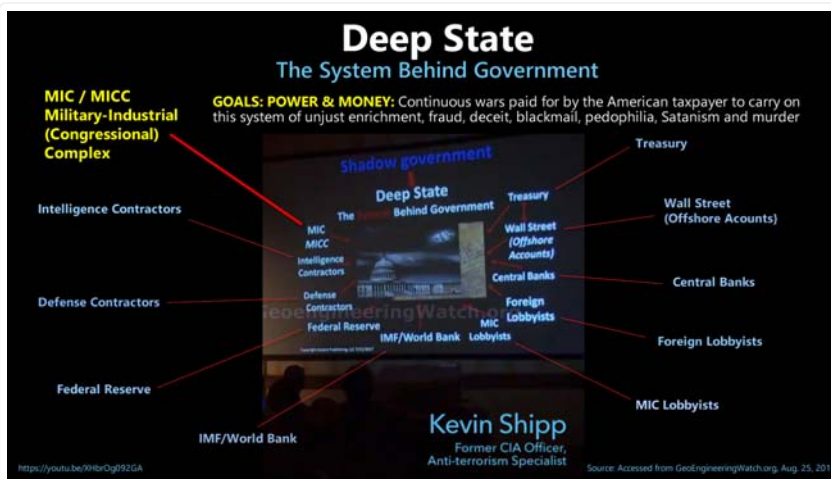 Deep State
The System Behind Government
MIC / MICC
Military-Industrial
(Congressional)
Complex
GOALS: POWER & MONEY: Continuous wars paid for by the American taxpayer to carry on
this system of unjust enrichment, fraud, deceit, blackmail, pedophilia, Satanism and murder
Treasury
Intelligence Contractors
Wall Street
(Offshore Acounts)
Defense Contractors
Central Banks
Foreign Lobbyists
Federal Reserve
MIC Lobbyists
IMF/World Bank
Shadow government
Deep State
The
Behind Government
Treasury
MIC
MICC
Wall Street
(Offshore
Accounts)
Intelligence
Contractors
Central Banks
Defense
Contractors
Foreign
Lobbyists
GeoengineeringWatch.org
Federal Reserve
MIC
Lobbyists
IMF/World Bank
Kevin Shipp
Former CIA Officer,
Anti-terrorism Specialist
https://youtu.be/XHbrOg092GA
Source: Accessed from GeoEngineeringWatch.org, Aug. 25, 201